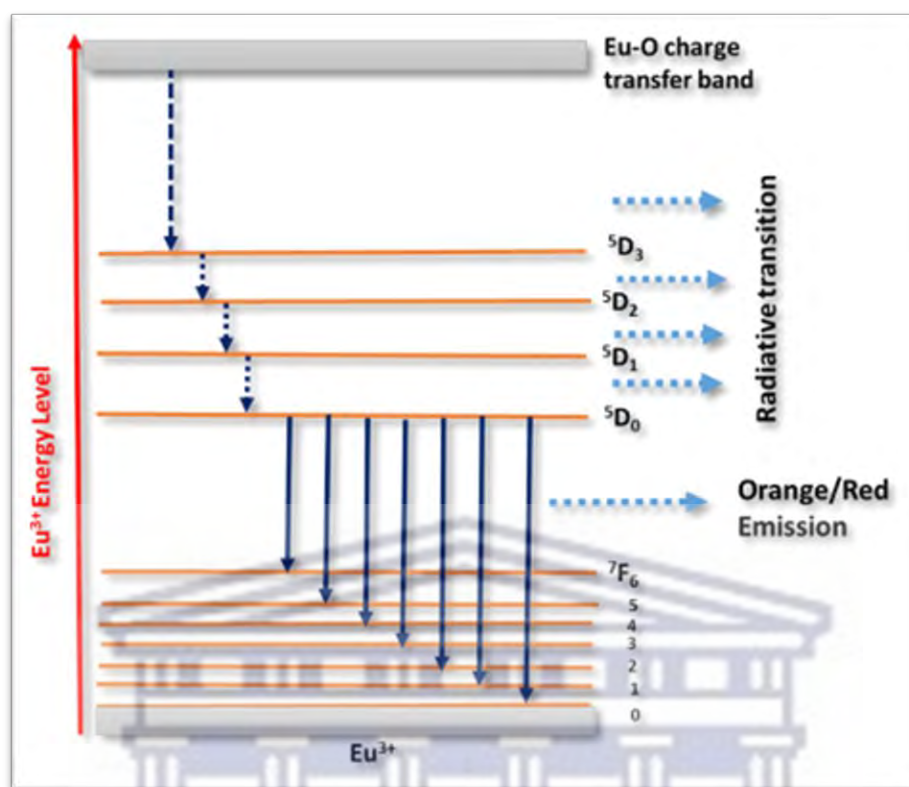 Eu-O charge
transfer band
⁵D₃
⁵D₂
⁵D₁
⁵D₀
Radiative transition
Eu³⁺ Energy Level
Orange/Red
Emission
⁷F₆
5
4
3
2
1
0
Eu³⁺